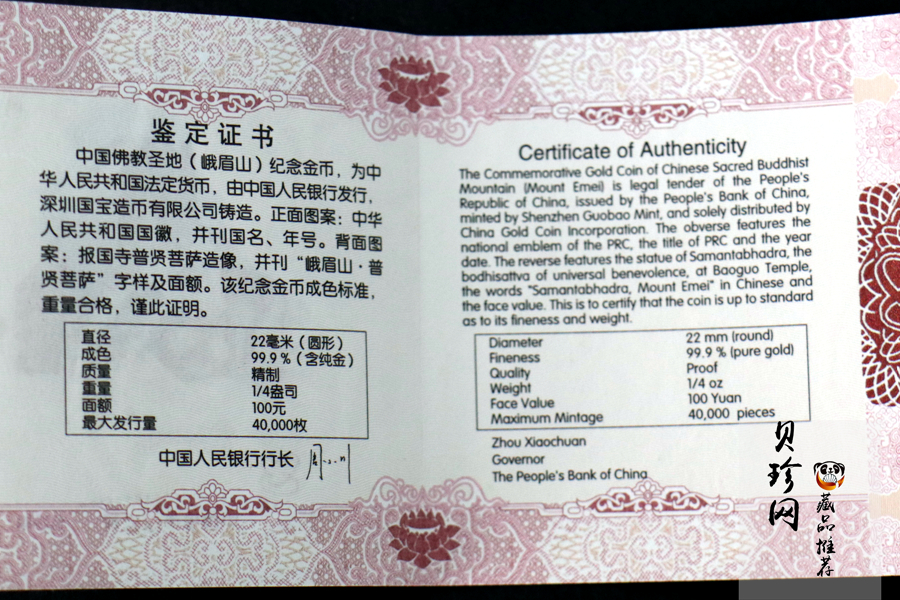 鉴定证书
中国佛教圣地（峨眉山）纪念金币，为中
华人民共和国法定货币，由中国人民银行发行，
深圳国宝造币有限公司铸造。正面图案：中华
人民共和国国徽，并刊国名、年号。背面图
案：报国寺普贤菩萨造像，并刊“峨眉山·普
贤菩萨”字样及面额。该纪念金币成色标准，
重量合格，谨此证明。
直径 22毫米（圆形）
成色 99.9％（含纯金）
质量 精制
重量 1/4盎司
面额 100元
最大发行量 40,000枚
中国人民银行行长
Certificate of Authenticity
The Commemorative Gold Coin of Chinese Sacred Buddhist
Mountain (Mount Emei) is legal tender of the People's
Republic of China, issued by the People's Bank of China,
minted by Shenzhen Guobao Mint, and solely distributed by
China Gold Coin Incorporation. The obverse features the
national emblem of the PRC, the title of PRC and the year
date. The reverse features the statue of Samantabhadra, the
bodhisattva of universal benevolence, at Baoguo Temple,
the words "Samantabhadra, Mount Emei" in Chinese and
the face value. This is to certify that the coin is up to standard
as to its fineness and weight.
Diameter 22 mm (round)
Fineness 99.9 % (pure gold)
Quality Proof
Weight 1/4 oz
Face Value 100 Yuan
Maximum Mintage 40,000 pieces
Zhou Xiaochuan
Governor
The People's Bank of China
贝珍网
藏品推荐